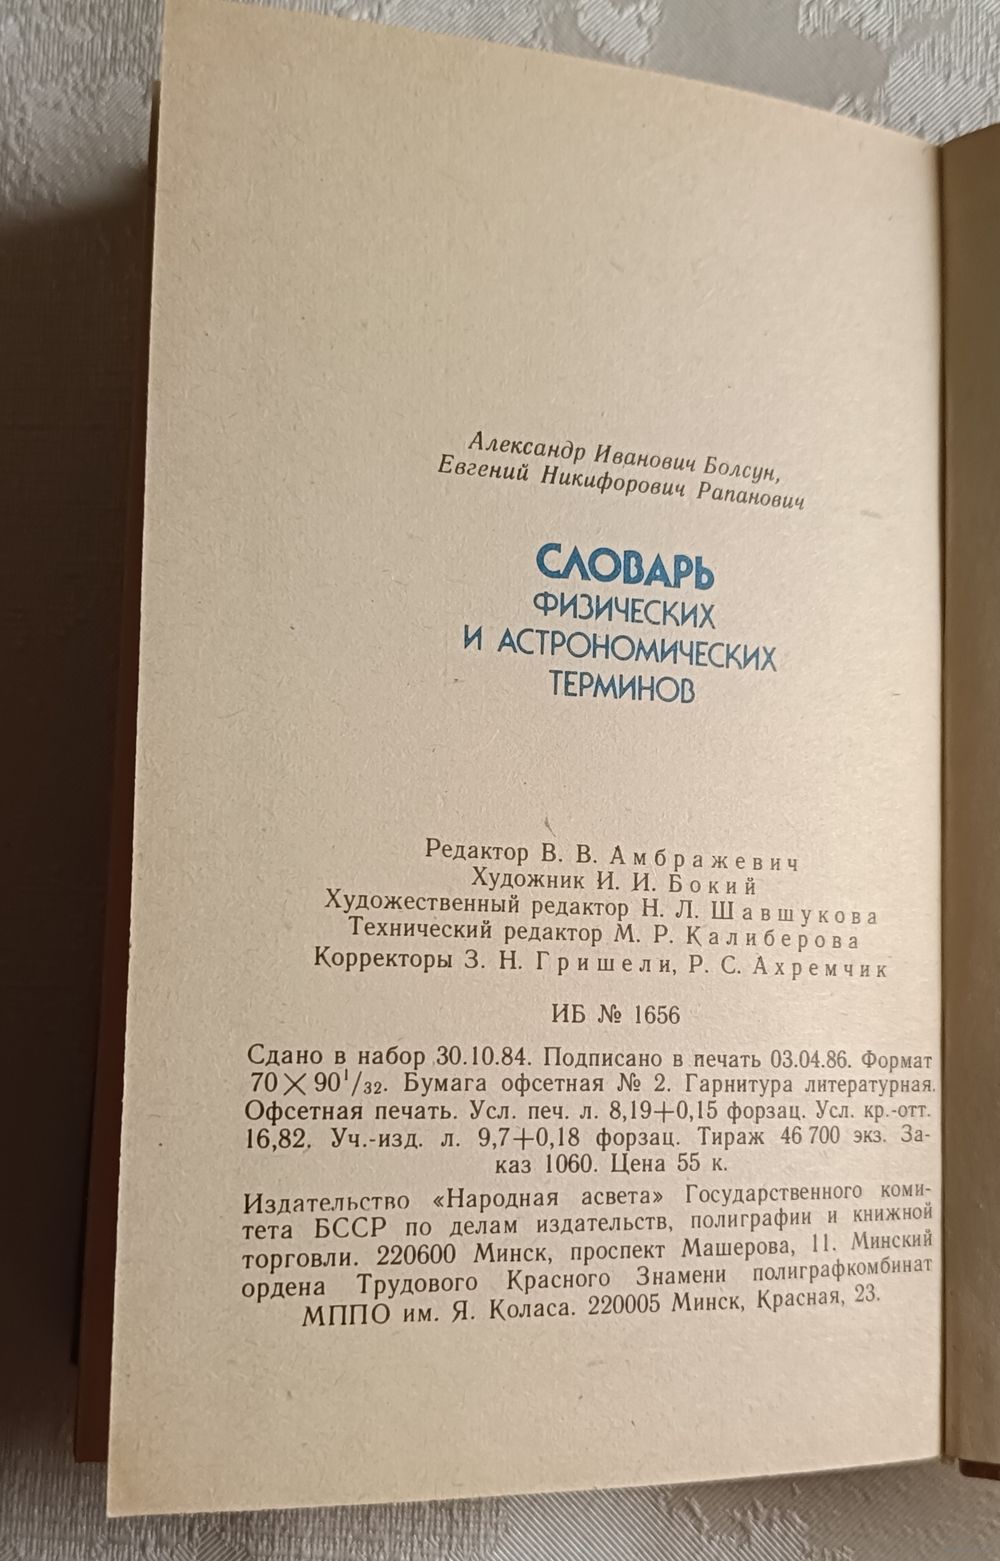 Александр Иванович Болсун,
Евгений Никифорович Рапанович
СЛОВАРЬ
ФИЗИЧЕСКИХ
И АСТРОНОМИЧЕСКИХ
ТЕРМИНОВ
Редактор В. В. Амбражевич
Художник И. И. Бокий
Художественный редактор Н. Л. Шавшукова
Технический редактор М. Р. Калиберова
Корректоры З. Н. Гришели, Р. С. Ахремчик
ИБ № 1656
Сдано в набор 30.10.84. Подписано в печать 03.04.86. Формат
70×90¹/₃₂. Бумага офсетная № 2. Гарнитура литературная.
Офсетная печать. Усл. печ. л. 8,19+0,15 форзац. Усл. кр.-отт.
16,82. Уч.-изд. л. 9,7+0,18 форзац. Тираж 46 700 экз. За-
каз 1060. Цена 55 к.
Издательство «Народная асвета» Государственного коми-
тета БССР по делам издательств, полиграфии и книжной
торговли. 220600 Минск, проспект Машерова, 11. Минский
ордена Трудового Красного Знамени полиграфкомбинат
МППО им. Я. Коласа. 220005 Минск, Красная, 23.